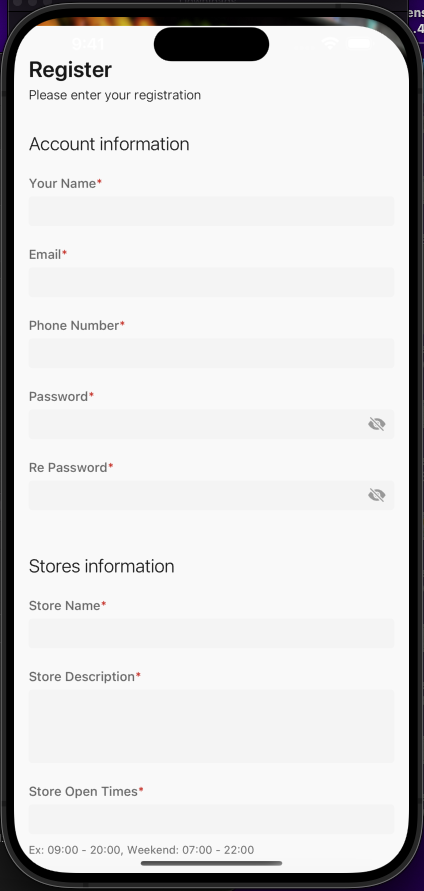 9:41
Register
Please enter your registration
Account information
Your Name*
Email*
Phone Number*
Password*
Re Password*
Stores information
Store Name*
Store Description*
Store Open Times*
Ex: 09:00 - 20:00, Weekend: 07:00 - 22:00